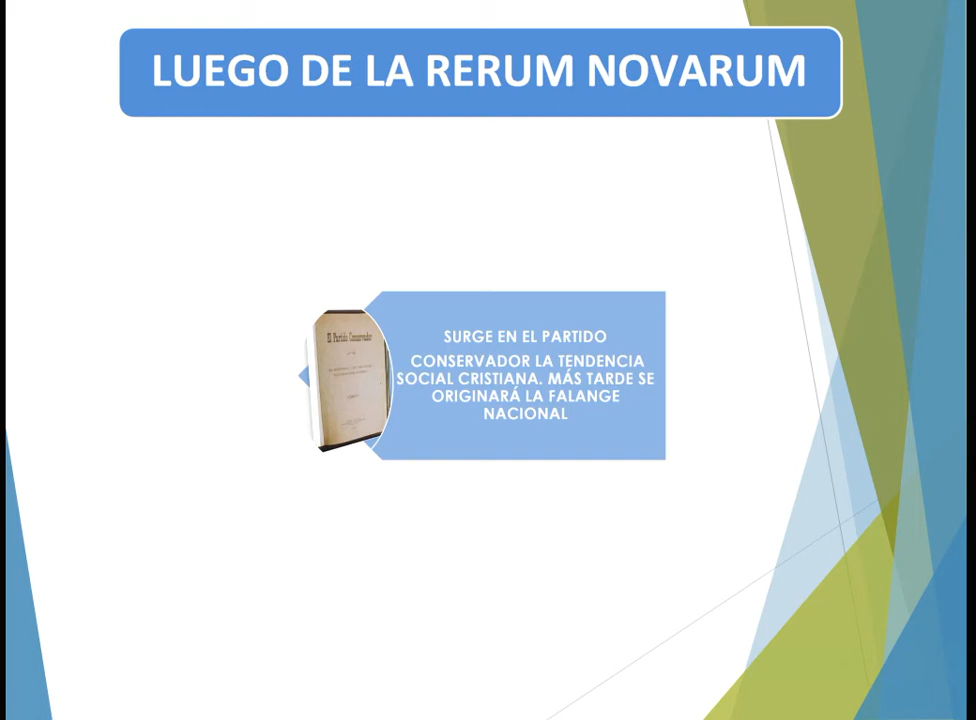 LUEGO DE LA RERUM NOVARUM
El Partido Conservador
SURGE EN EL PARTIDO
CONSERVADOR LA TENDENCIA
SOCIAL CRISTIANA. MÁS TARDE SE
ORIGINARÁ LA FALANGE
NACIONAL